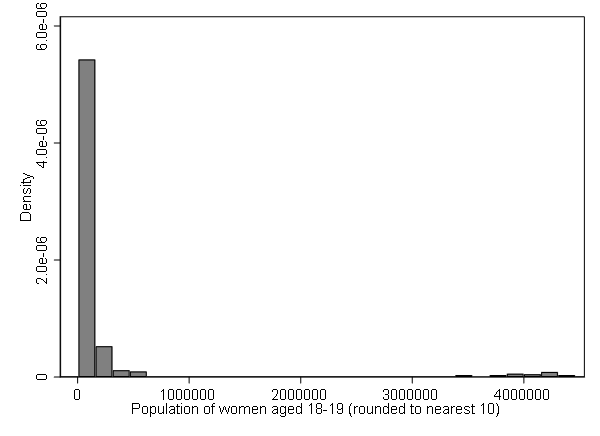 6.0e-06
4.0e-06
2.0e-06
0
Density
0 1000000 2000000 3000000 4000000
Population of women aged 18-19 (rounded to nearest 10)